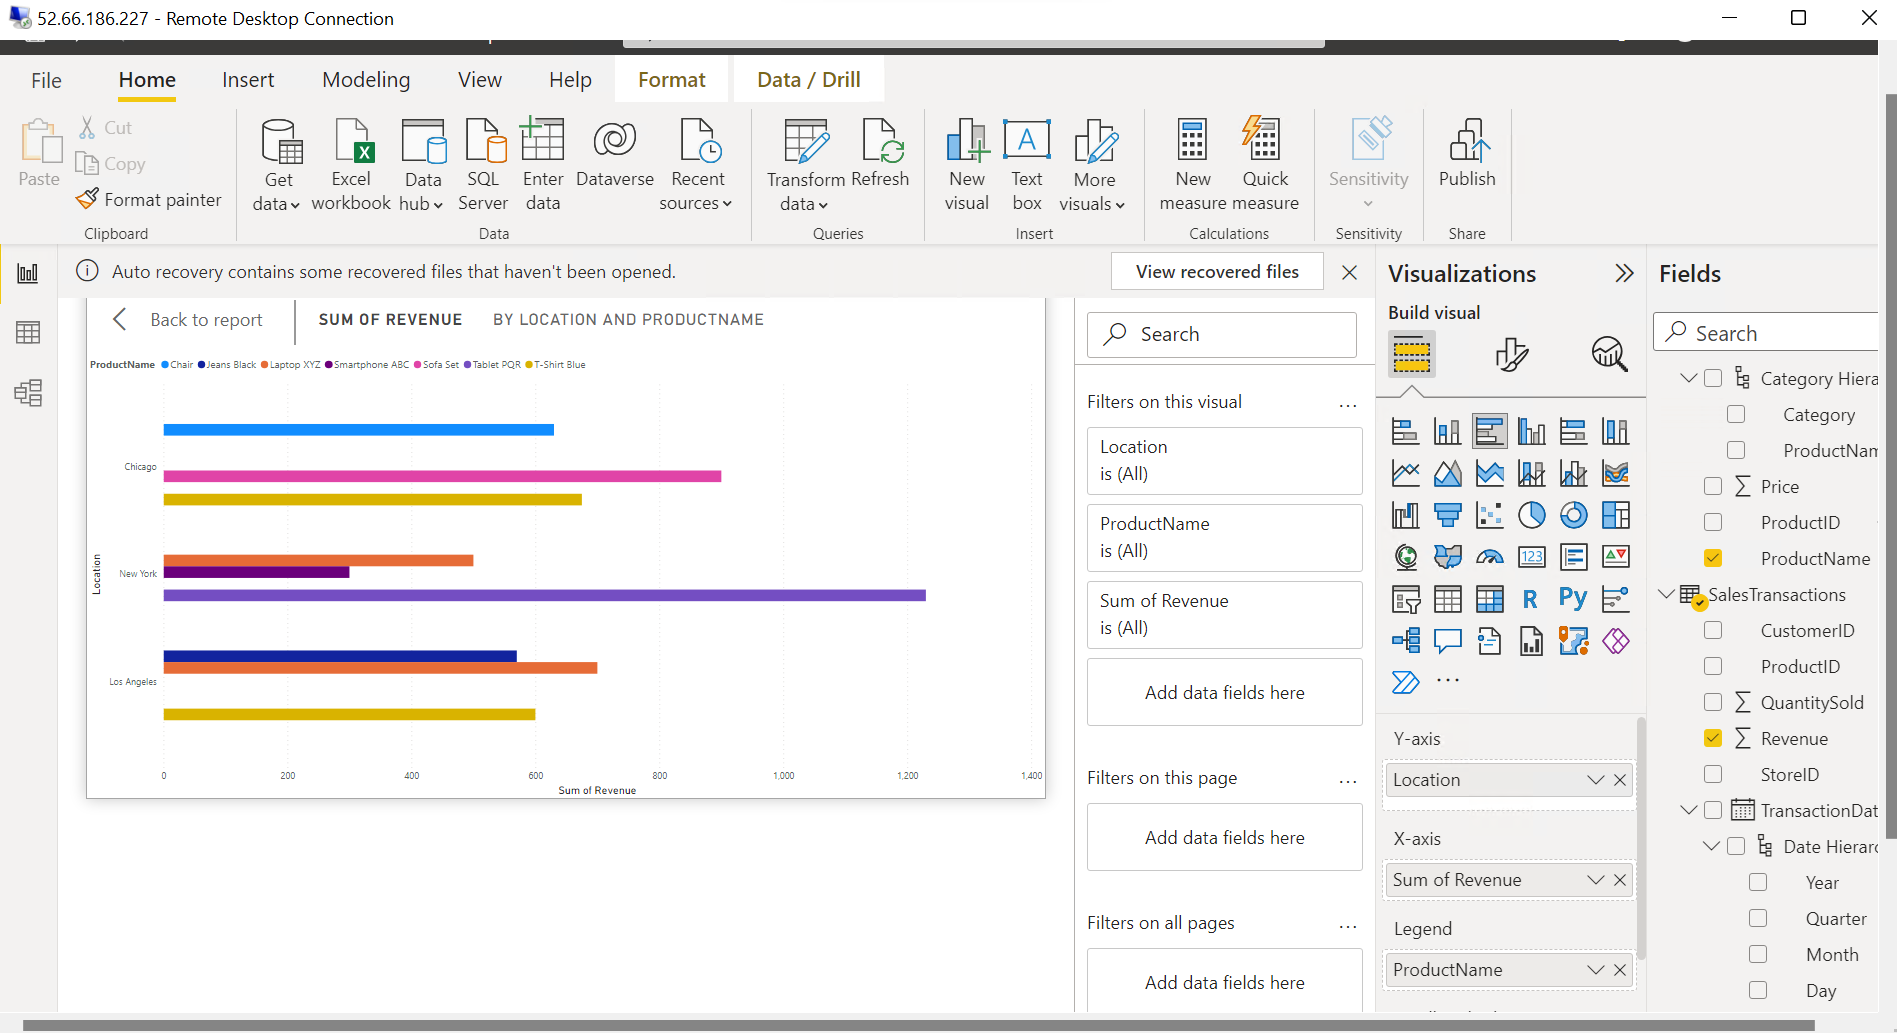 52.66.186.227 - Remote Desktop Connection
File Home Insert Modeling View Help Format Data / Drill
Paste
Cut
Copy
Format painter
Clipboard
Get data
Excel workbook
Data hub
SQL Server
Enter data
Dataverse
Recent sources
Data
Transform data
Refresh
Queries
New visual
A
Text box
More visuals
Insert
New measure
Quick measure
Calculations
Sensitivity
Sensitivity
Publish
Share
Auto recovery contains some recovered files that haven't been opened.
View recovered files
Back to report
SUM OF REVENUE
BY LOCATION AND PRODUCTNAME
ProductName Chair Jeans Black Laptop XYZ Smartphone ABC Sofa Set Tablet PQR T-Shirt Blue
Location
Chicago
New York
Los Angeles
0 200 400 600 800 1,000 1,200 1,400
Sum of Revenue
Search
Filters on this visual ...
Location
is (All)
ProductName
is (All)
Sum of Revenue
is (All)
Add data fields here
Filters on this page ...
Add data fields here
Filters on all pages ...
Add data fields here
Visualizations
Build visual
123
R
Py
...
Y-axis
Location
X-axis
Sum of Revenue
Legend
ProductName
Fields
Search
Category Hiera
Category
ProductNam
Price
ProductID
ProductName
SalesTransactions
CustomerID
ProductID
QuantitySold
Revenue
StoreID
TransactionDat
Date Hierarc
Year
Quarter
Month
Day